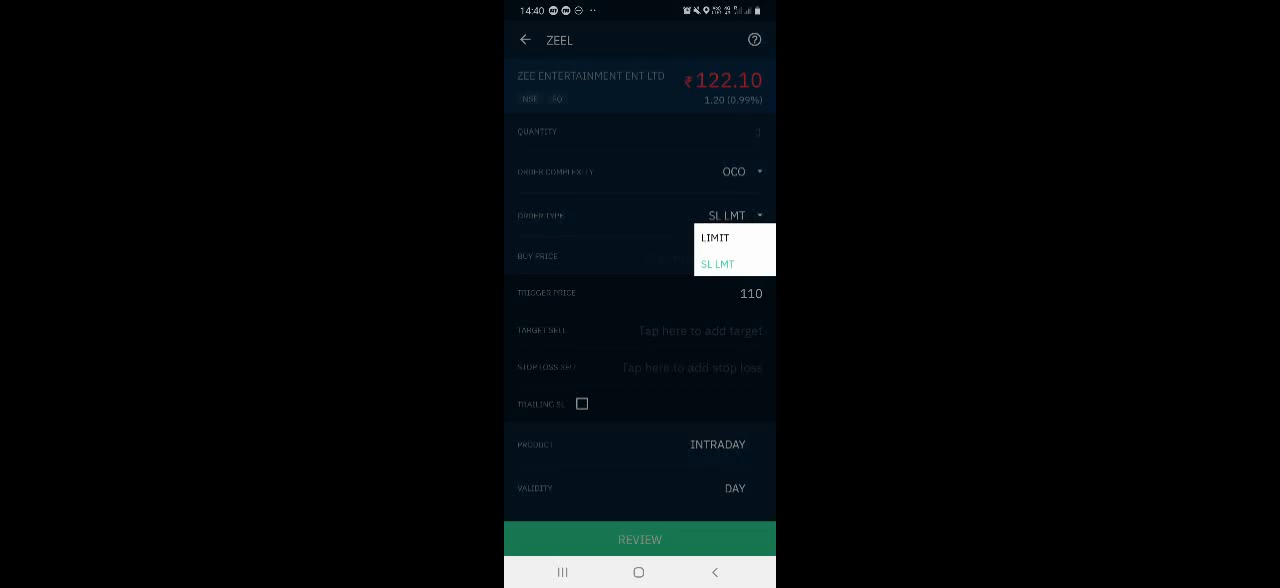 14:40
ZEEL
ZEE ENTERTAINMENT ENT LTD
₹122.10
NSE EQ
1.20 (0.99%)
QUANTITY
ORDER COMPLEXITY OCO
ORDER TYPE SL LMT
LIMIT
BUY PRICE
SL LMT
TRIGGER PRICE 110
TARGET SELL Tap here to add target
STOP LOSS SELL Tap here to add stop loss
TRAILING SL
PRODUCT INTRADAY
VALIDITY DAY
REVIEW